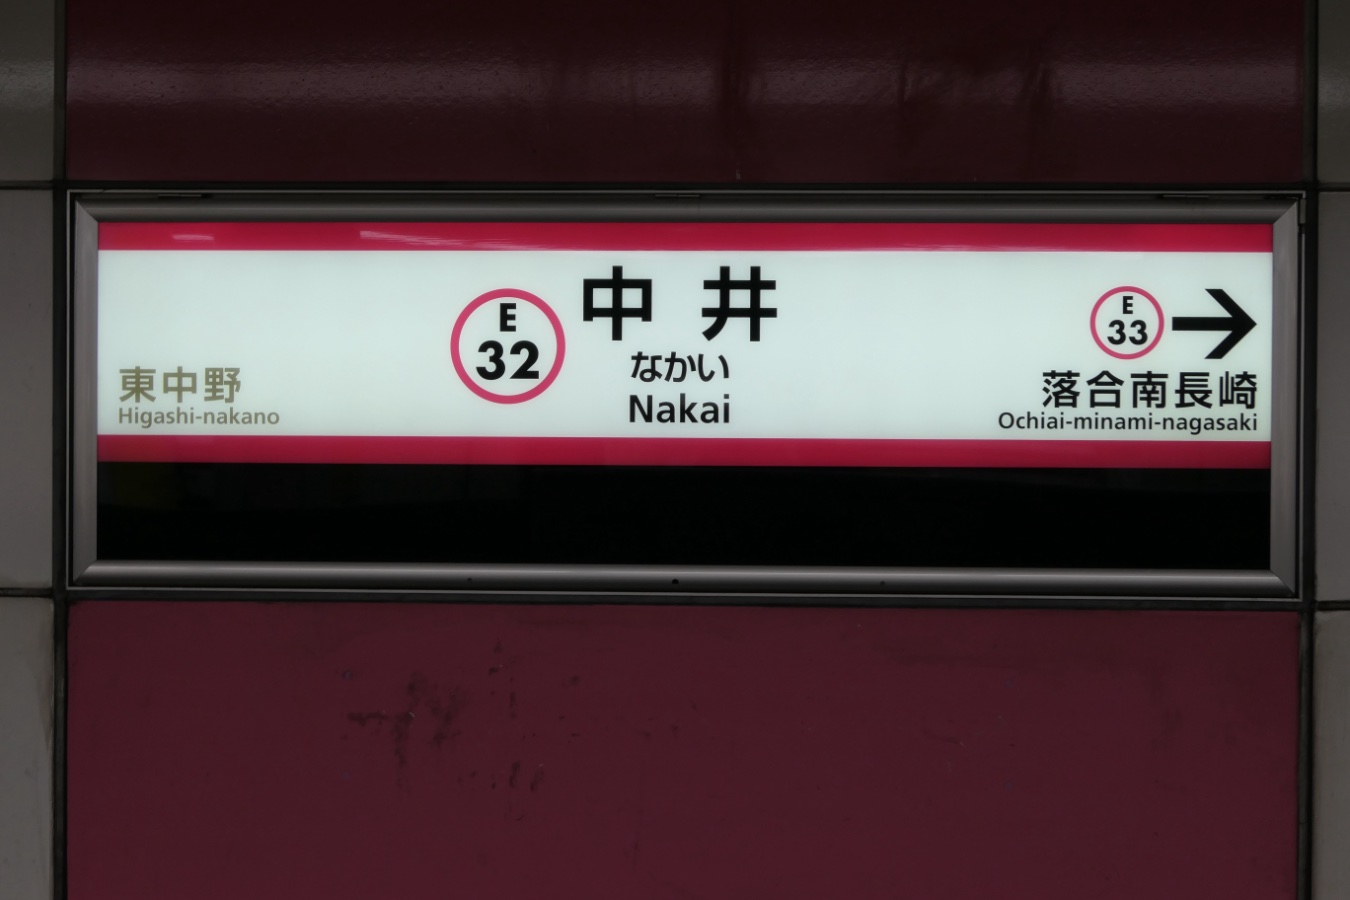 東中野
Higashi-nakano
E
32
中井
なかい
Nakai
E
33
→
落合南長崎
Ochiai-minami-nagasaki